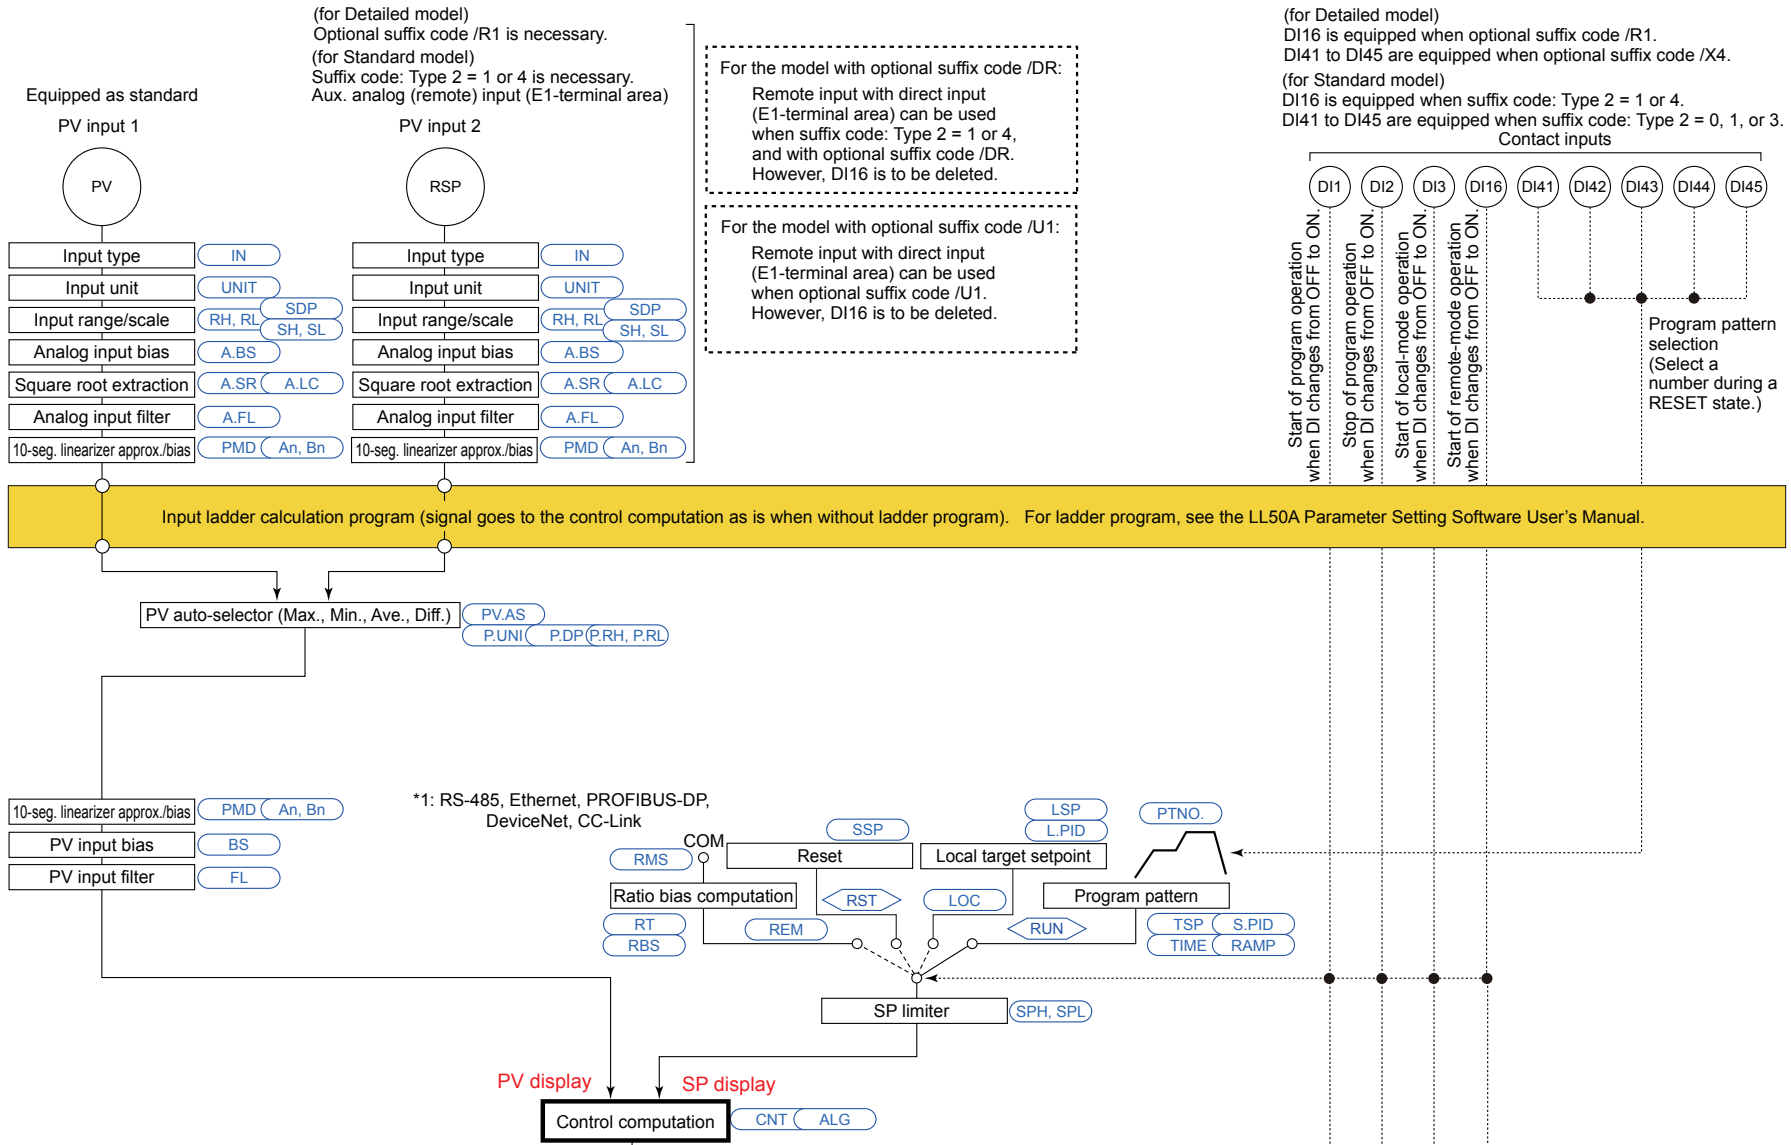 (for Detailed model)
Optional suffix code /R1 is necessary.
(for Standard model)
Suffix code: Type 2 = 1 or 4 is necessary.
Aux. analog (remote) input (E1-terminal area)
Equipped as standard
PV input 1
PV input 2
PV
RSP
Input type
IN
Input type
IN
Input unit
UNIT
Input unit
UNIT
Input range/scale
RH, RL
SDP
SH, SL
Input range/scale
RH, RL
SDP
SH, SL
Analog input bias
A.BS
Analog input bias
A.BS
Square root extraction
A.SR
A.LC
Square root extraction
A.SR
A.LC
Analog input filter
A.FL
Analog input filter
A.FL
10-seg. linearizer approx./bias
PMD
An, Bn
10-seg. linearizer approx./bias
PMD
An, Bn
For the model with optional suffix code /DR:
Remote input with direct input
(E1-terminal area) can be used
when suffix code: Type 2 = 1 or 4,
and with optional suffix code /DR.
However, DI16 is to be deleted.
For the model with optional suffix code /U1:
Remote input with direct input
(E1-terminal area) can be used
when optional suffix code /U1.
However, DI16 is to be deleted.
(for Detailed model)
DI16 is equipped when optional suffix code /R1.
DI41 to DI45 are equipped when optional suffix code /X4.
(for Standard model)
DI16 is equipped when suffix code: Type 2 = 1 or 4.
DI41 to DI45 are equipped when suffix code: Type 2 = 0, 1, or 3.
Contact inputs
DI1
DI2
DI3
DI16
DI41
DI42
DI43
DI44
DI45
Start of program operation
when DI changes from OFF to ON.
Stop of program operation
when DI changes from OFF to ON.
Start of local-mode operation
when DI changes from OFF to ON.
Start of remote-mode operation
when DI changes from OFF to ON.
Program pattern
selection
(Select a
number during a
RESET state.)
Input ladder calculation program (signal goes to the control computation as is when without ladder program). For ladder program, see the LL50A Parameter Setting Software User's Manual.
PV auto-selector (Max., Min., Ave., Diff.)
PV.AS
P.UNI
P.DP
P.RH, P.RL
10-seg. linearizer approx./bias
PMD
An, Bn
PV input bias
BS
PV input filter
FL
*1: RS-485, Ethernet, PROFIBUS-DP,
DeviceNet, CC-Link
COM
RMS
Ratio bias computation
RT
RBS
REM
SSP
Reset
RST
LSP
L.PID
Local target setpoint
LOC
PTNO.
Program pattern
RUN
TSP
S.PID
TIME
RAMP
SP limiter
SPH, SPL
PV display
SP display
Control computation
CNT
ALG